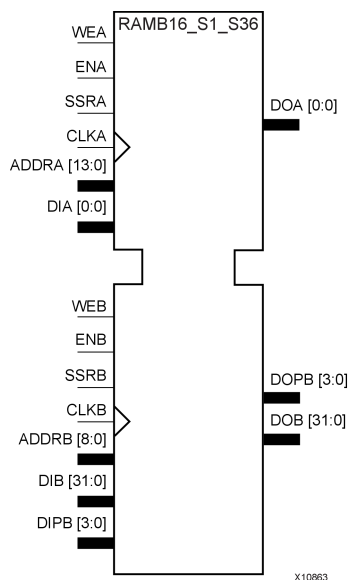 RAMB16_S1_S36
WEA
ENA
SSRA
DOA [0:0]
CLKA
ADDRA [13:0]
DIA [0:0]
WEB
ENB
SSRB
DOPB [3:0]
CLKB
DOB [31:0]
ADDRB [8:0]
DIB [31:0]
DIPB [3:0]
X10863